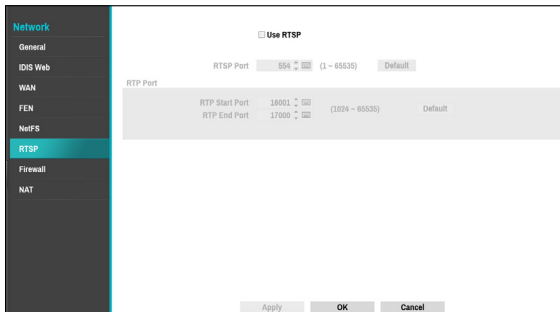 Network
General
IDIS Web
WAN
FEN
NetFS
RTSP
Firewall
NAT
Use RTSP
RTSP Port 554 (1 ~ 65535) Default
RTP Port
RTP Start Port 16001
(1024 ~ 65535) Default
RTP End Port 17000
Apply OK Cancel